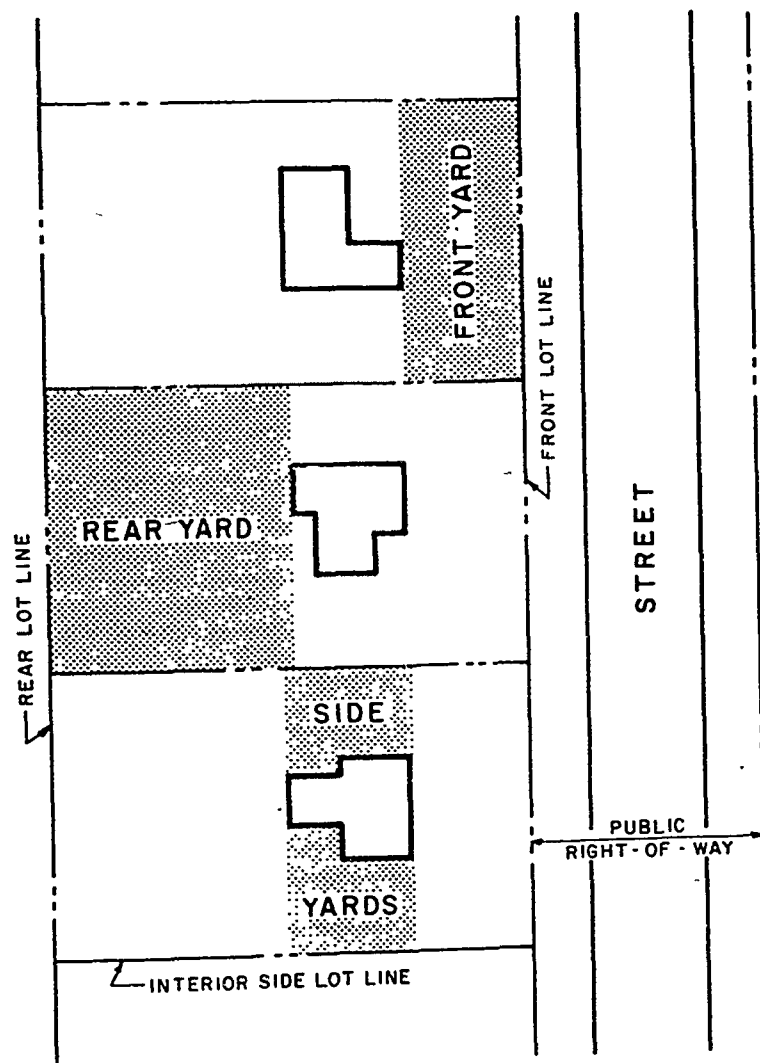 FRONT YARD
FRONT LOT LINE
REAR YARD
STREET
REAR LOT LINE
SIDE
YARDS
PUBLIC
RIGHT-OF-WAY
INTERIOR SIDE LOT LINE